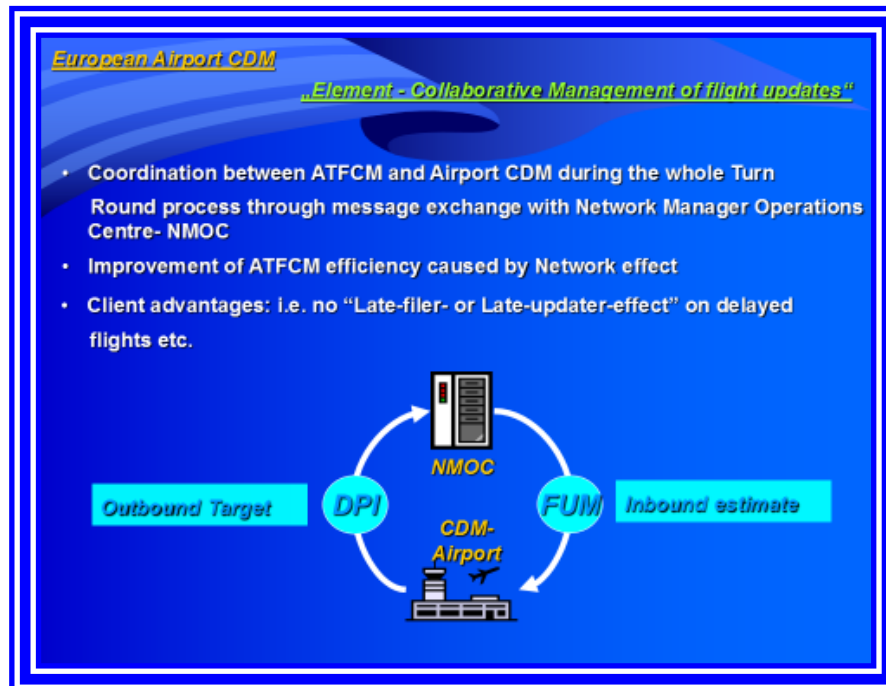 European Airport CDM
„Element - Collaborative Management of flight updates“
• Coordination between ATFCM and Airport CDM during the whole Turn
Round process through message exchange with Network Manager Operations
Centre- NMOC
• Improvement of ATFCM efficiency caused by Network effect
• Client advantages: i.e. no “Late-filer- or Late-updater-effect” on delayed
flights etc.
NMOC
Outbound Target
DPI
FUM
Inbound estimate
CDM-
Airport